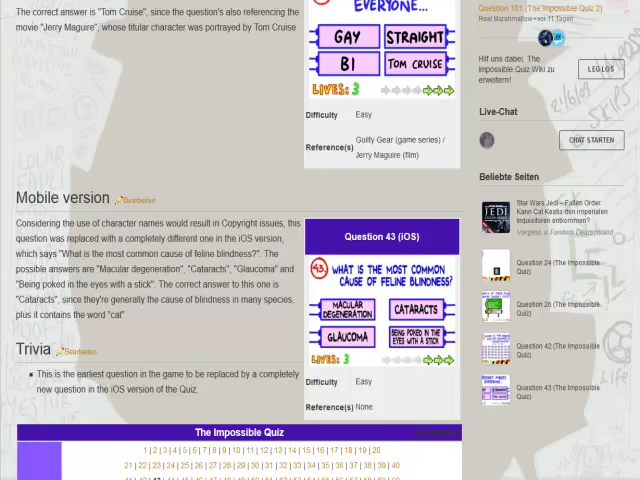 The correct answer is "Tom Cruise", since the question's also referencing the
movie "Jerry Maguire", whose titular character was portrayed by Tom Cruise
EVERYONE...
GAY
STRAIGHT
BI
TOM CRUISE
LIVES: 3
Difficulty Easy
Reference(s) Guilty Gear (game series) /
Jerry Maguire (film)
Mobile version Bearbeiten
Considering the use of character names would result in Copyright issues, this
question was replaced with a completely different one in the iOS version,
which says "What is the most common cause of feline blindness?". The
possible answers are "Macular degeneration", "Cataracts", "Glaucoma" and
"Being poked in the eyes with a stick". The correct answer to this one is
"Cataracts", since they're generally the cause of blindness in many species,
plus it contains the word "cat".
Question 43 (iOS)
43. WHAT IS THE MOST COMMON
CAUSE OF FELINE BLINDNESS?
MACULAR
DEGENERATION
CATARACTS
GLAUCOMA
BEING POKED IN THE
EYES WITH A STICK
LIVES: 3
Difficulty Easy
Reference(s) None
Trivia Bearbeiten
This is the earliest question in the game to be replaced by a completely
new question in the iOS version of the Quiz.
The Impossible Quiz
1 | 2 | 3 | 4 | 5 | 6 | 7 | 8 | 9 | 10 | 11 | 12 | 13 | 14 | 15 | 16 | 17 | 18 | 19 | 20
21 | 22 | 23 | 24 | 25 | 26 | 27 | 28 | 29 | 30 | 31 | 32 | 33 | 34 | 35 | 36 | 37 | 38 | 39 | 40
Question 101 (The Impossible Quiz 2)
Real Marshmallow • vor 11 Tagen
Hilf uns dabei, The
Impossible Quiz Wiki zu
erweitern!
LEG LOS
Live-Chat
CHAT STARTEN
Beliebte Seiten
JEDI
Star Wars Jedi – Fallen Order:
Kann Cal Kestis den imperialen
Inquisitoren entkommen?
Vorgest. v. Fandom Deutschland
Question 24 (The Impossible
Quiz)
Question 20 (The Impossible
Quiz)
Question 42 (The Impossible
Quiz)
Question 43 (The Impossible
Quiz)